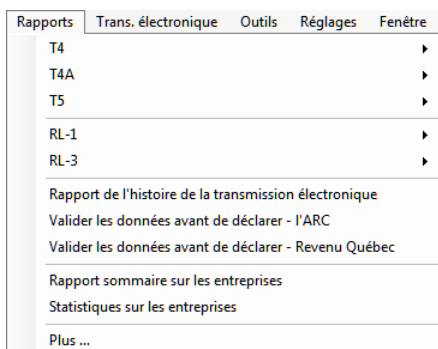 Rapports Trans. électronique Outils Réglages Fenêtre
T4
T4A
T5
RL-1
RL-3
Rapport de l'histoire de la transmission électronique
Valider les données avant de déclarer - l'ARC
Valider les données avant de déclarer - Revenu Québec
Rapport sommaire sur les entreprises
Statistiques sur les entreprises
Plus ...